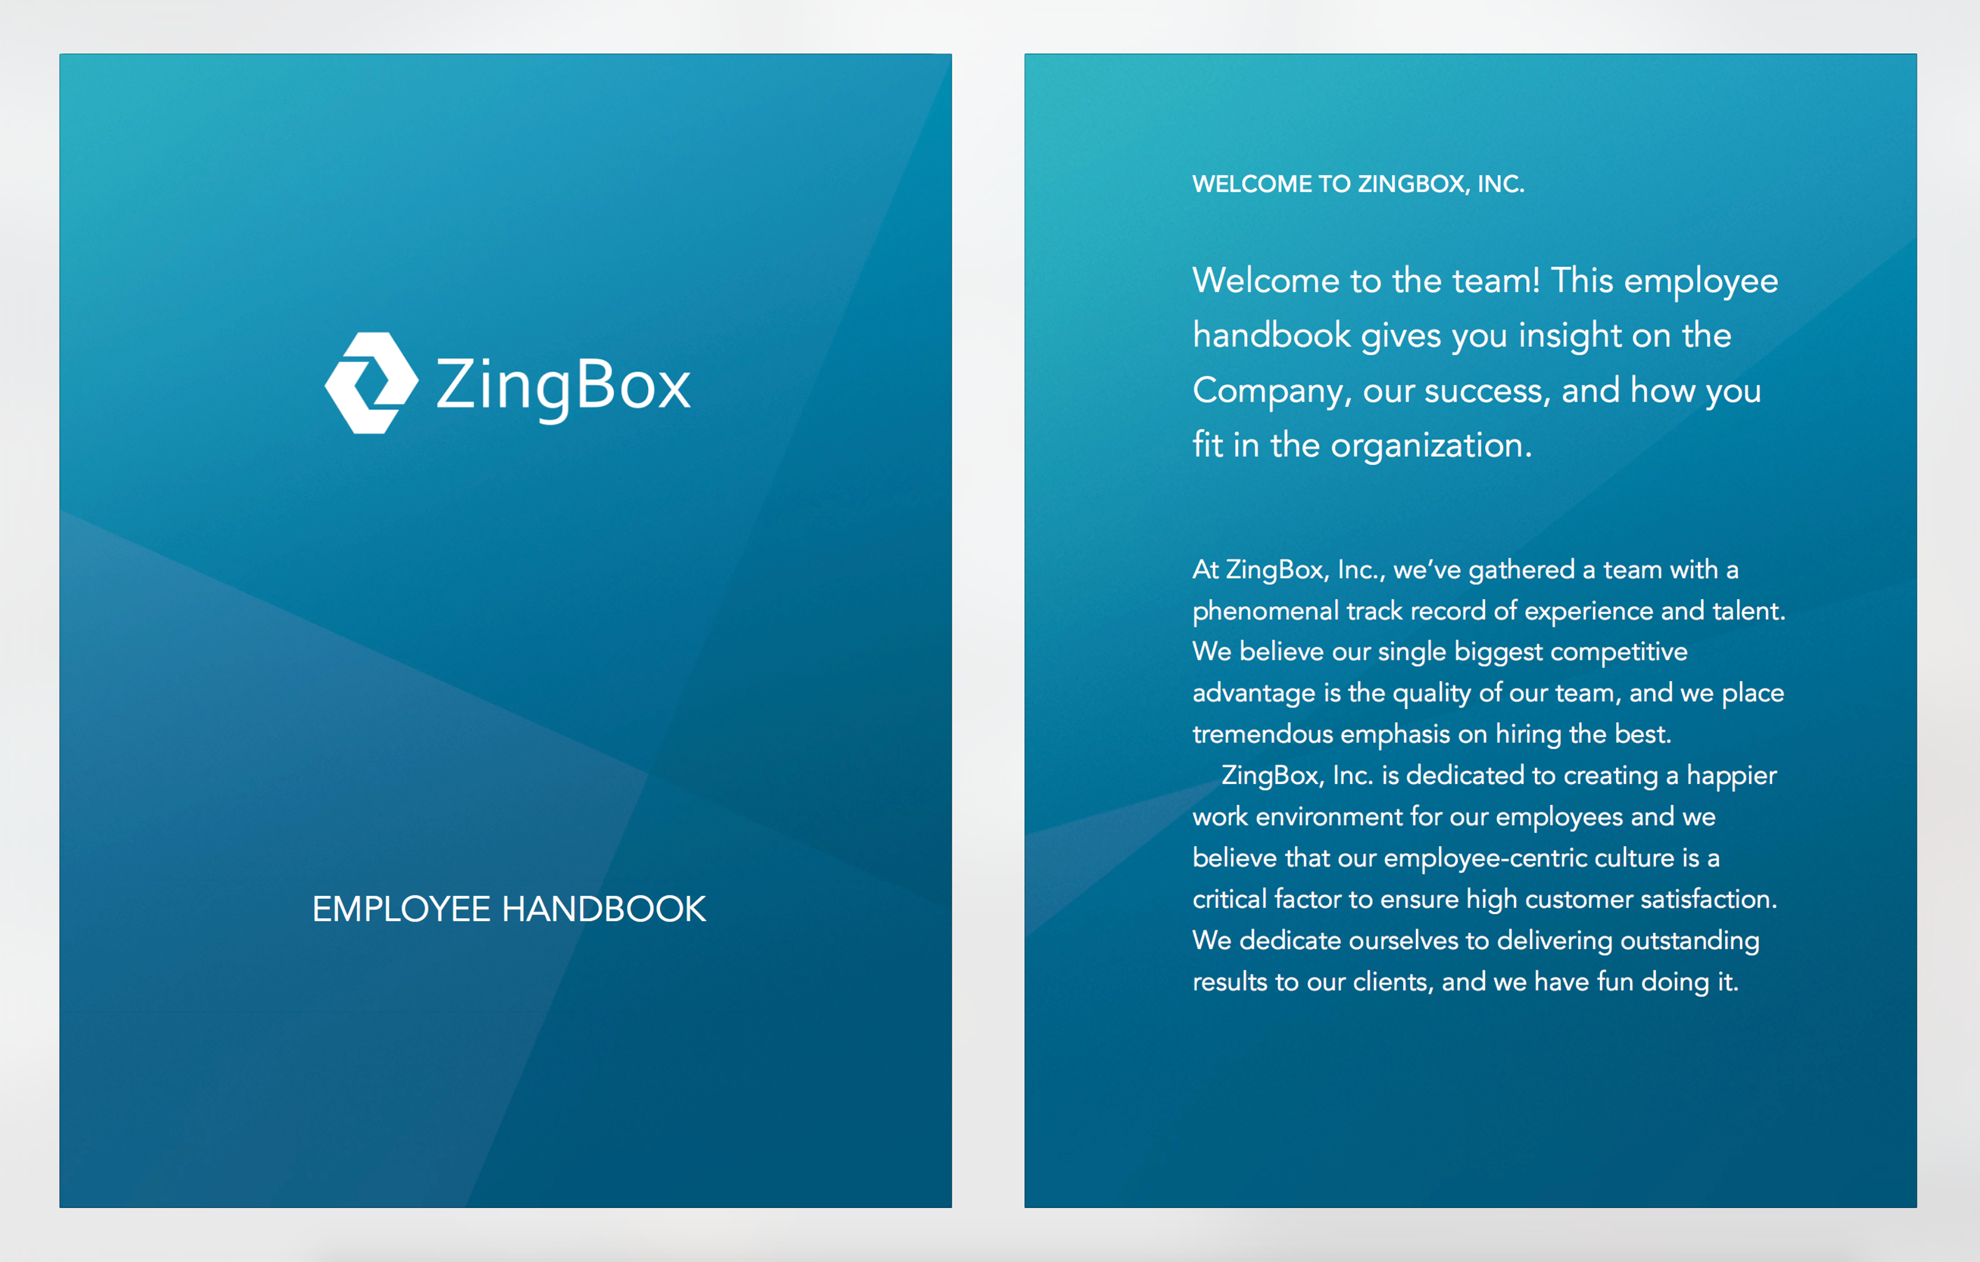 ZingBox
EMPLOYEE HANDBOOK
WELCOME TO ZINGBOX, INC.
Welcome to the team! This employee
handbook gives you insight on the
Company, our success, and how you
fit in the organization.
At ZingBox, Inc., we’ve gathered a team with a
phenomenal track record of experience and talent.
We believe our single biggest competitive
advantage is the quality of our team, and we place
tremendous emphasis on hiring the best.
ZingBox, Inc. is dedicated to creating a happier
work environment for our employees and we
believe that our employee-centric culture is a
critical factor to ensure high customer satisfaction.
We dedicate ourselves to delivering outstanding
results to our clients, and we have fun doing it.